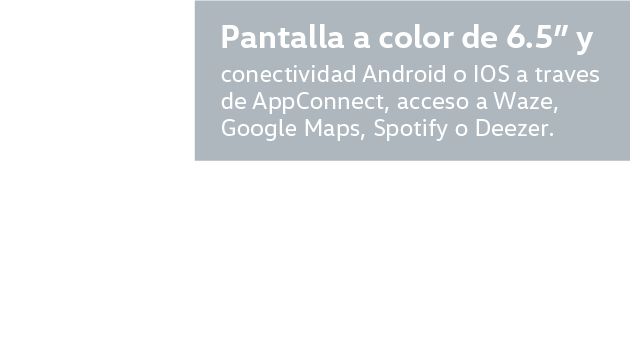 Pantalla a color de 6.5” y
conectividad Android o IOS a traves
de AppConnect, acceso a Waze,
Google Maps, Spotify o Deezer.